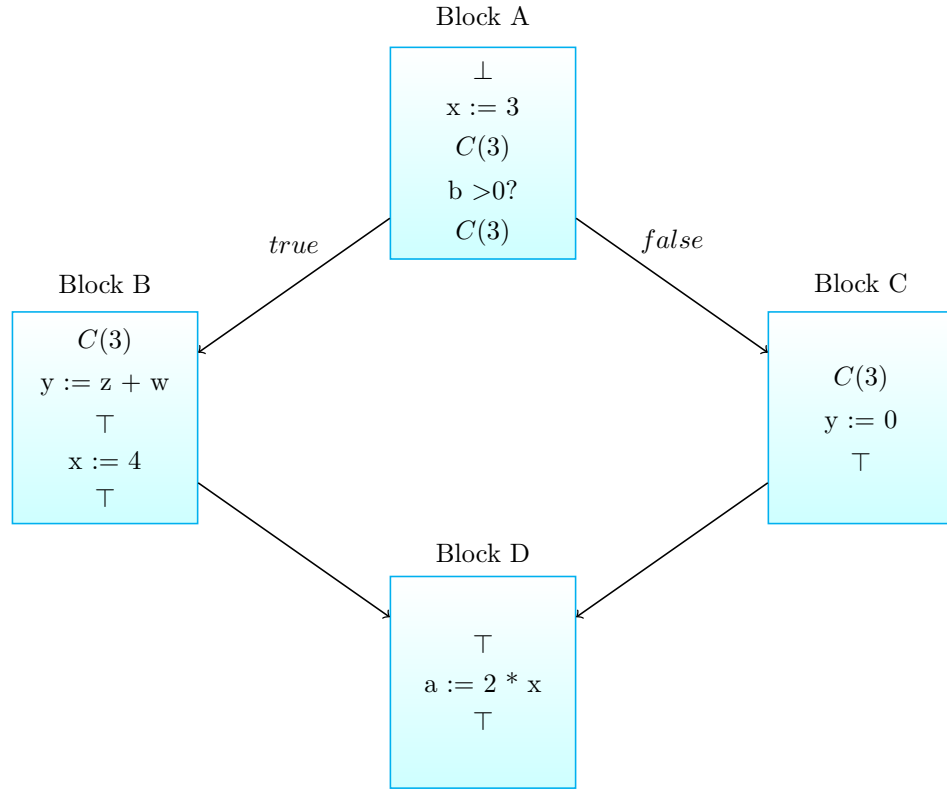 Block A
⊥
x := 3
C(3)
b >0?
C(3)
true
false
Block B
C(3)
y := z + w
⊤
x := 4
⊤
Block C
C(3)
y := 0
⊤
Block D
⊤
a := 2 * x
⊤